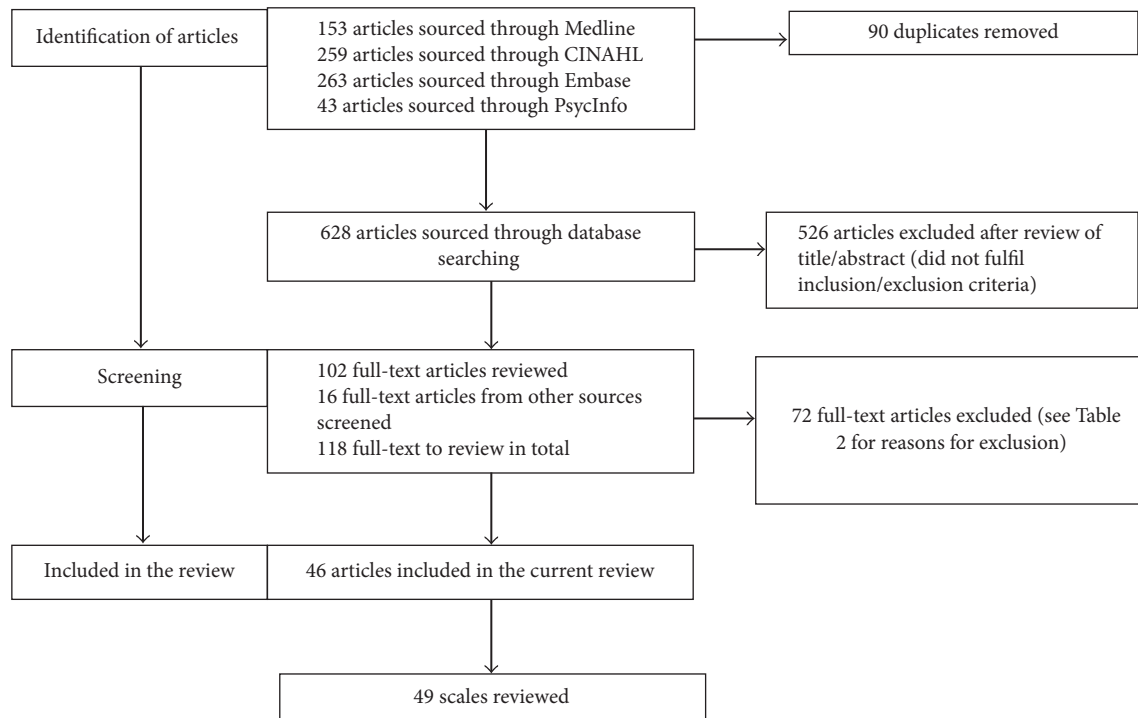 Identification of articles
153 articles sourced through Medline
259 articles sourced through CINAHL
263 articles sourced through Embase
43 articles sourced through PsycInfo
90 duplicates removed
628 articles sourced through database
searching
526 articles excluded after review of
title/abstract (did not fulfil
inclusion/exclusion criteria)
Screening
102 full-text articles reviewed
16 full-text articles from other sources
screened
118 full-text to review in total
72 full-text articles excluded (see Table
2 for reasons for exclusion)
Included in the review
46 articles included in the current review
49 scales reviewed